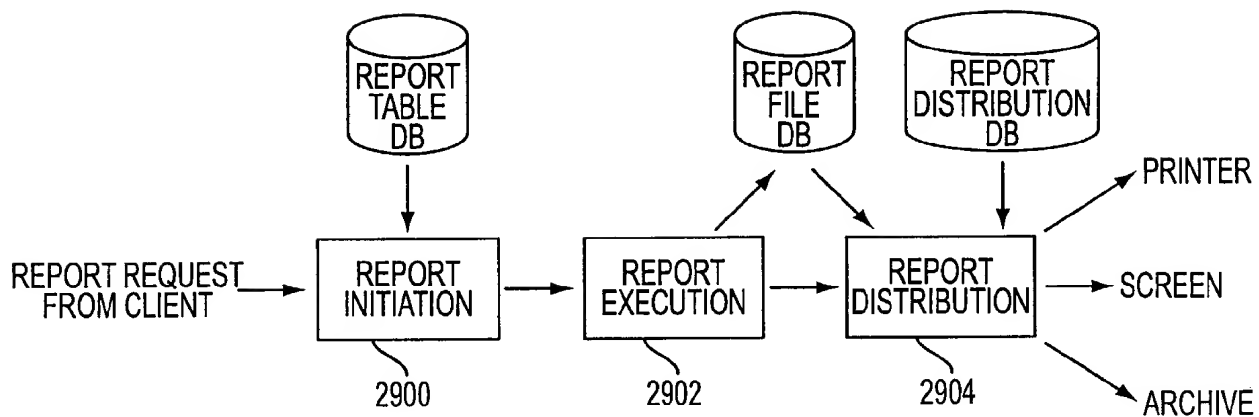 REPORT
TABLE
DB
REPORT
FILE
DB
REPORT
DISTRIBUTION
DB
PRINTER
REPORT REQUEST
FROM CLIENT
REPORT
INITIATION
REPORT
EXECUTION
REPORT
DISTRIBUTION
SCREEN
2900
2902
2904
ARCHIVE